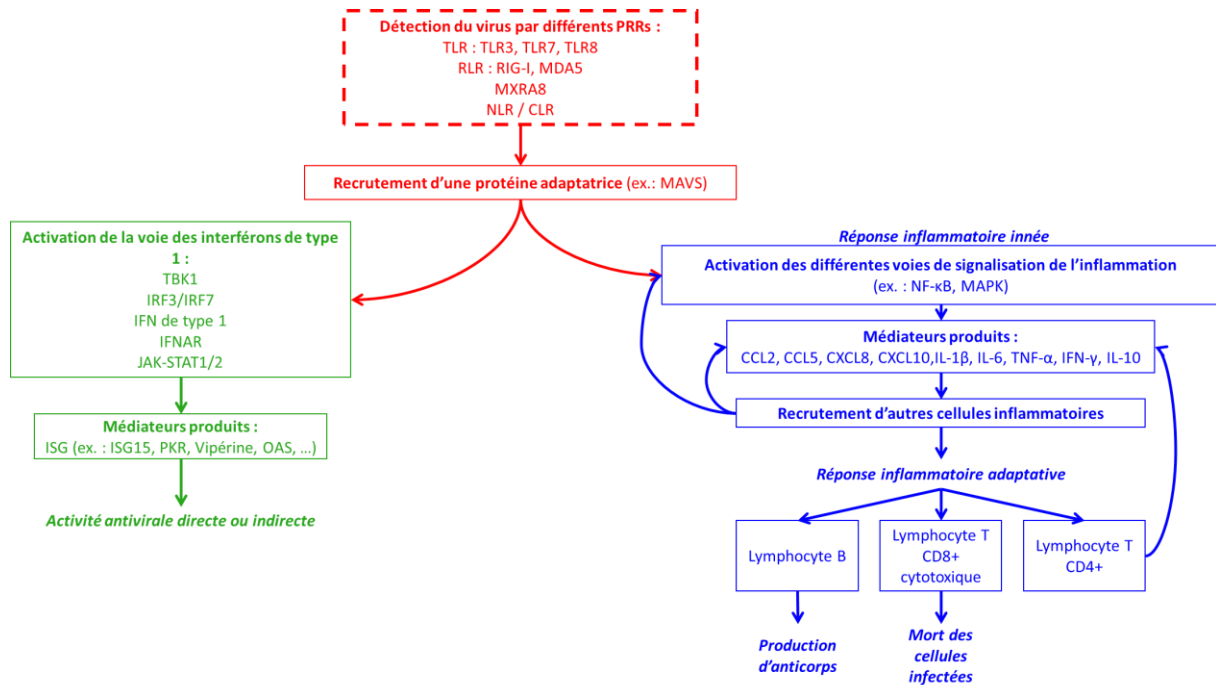 Détection du virus par différents PRRs :
TLR : TLR3, TLR7, TLR8
RLR : RIG-I, MDA5
MXRA8
NLR / CLR
Recrutement d'une protéine adaptatrice (ex.: MAVS)
Activation de la voie des interférons de type
1 :
TBK1
IRF3/IRF7
IFN de type 1
IFNAR
JAK-STAT1/2
Médiateurs produits :
ISG (ex. : ISG15, PKR, Vipérine, OAS, …)
Activité antivirale directe ou indirecte
Réponse inflammatoire innée
Activation des différentes voies de signalisation de l'inflammation
(ex. : NF-κB, MAPK)
Médiateurs produits :
CCL2, CCL5, CXCL8, CXCL10,IL-1β, IL-6, TNF-α, IFN-γ, IL-10
Recrutement d'autres cellules inflammatoires
Réponse inflammatoire adaptative
Lymphocyte B
Lymphocyte T
CD8+
cytotoxique
Lymphocyte T
CD4+
Production
d'anticorps
Mort des
cellules
infectées